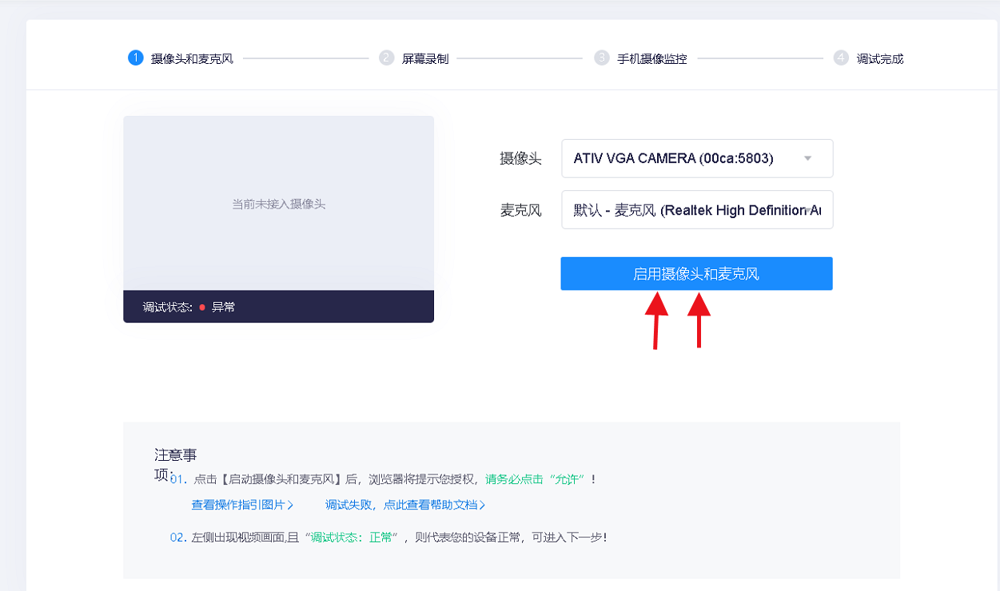 1 摄像头和麦克风 2 屏幕录制 3 手机摄像监控 4 调试完成
当前未接入摄像头
摄像头 ATIV VGA CAMERA (00ca:5803)
麦克风 默认 - 麦克风 (Realtek High Definition Au
启用摄像头和麦克风
调试状态: 异常
注意事
项:
01. 点击【启动摄像头和麦克风】后，浏览器将提示您授权，请务必点击“允许”！
查看操作指引图片> 调试失败，点此查看帮助文档>
02. 左侧出现视频画面,且“调试状态：正常”，则代表您的设备正常，可进入下一步!